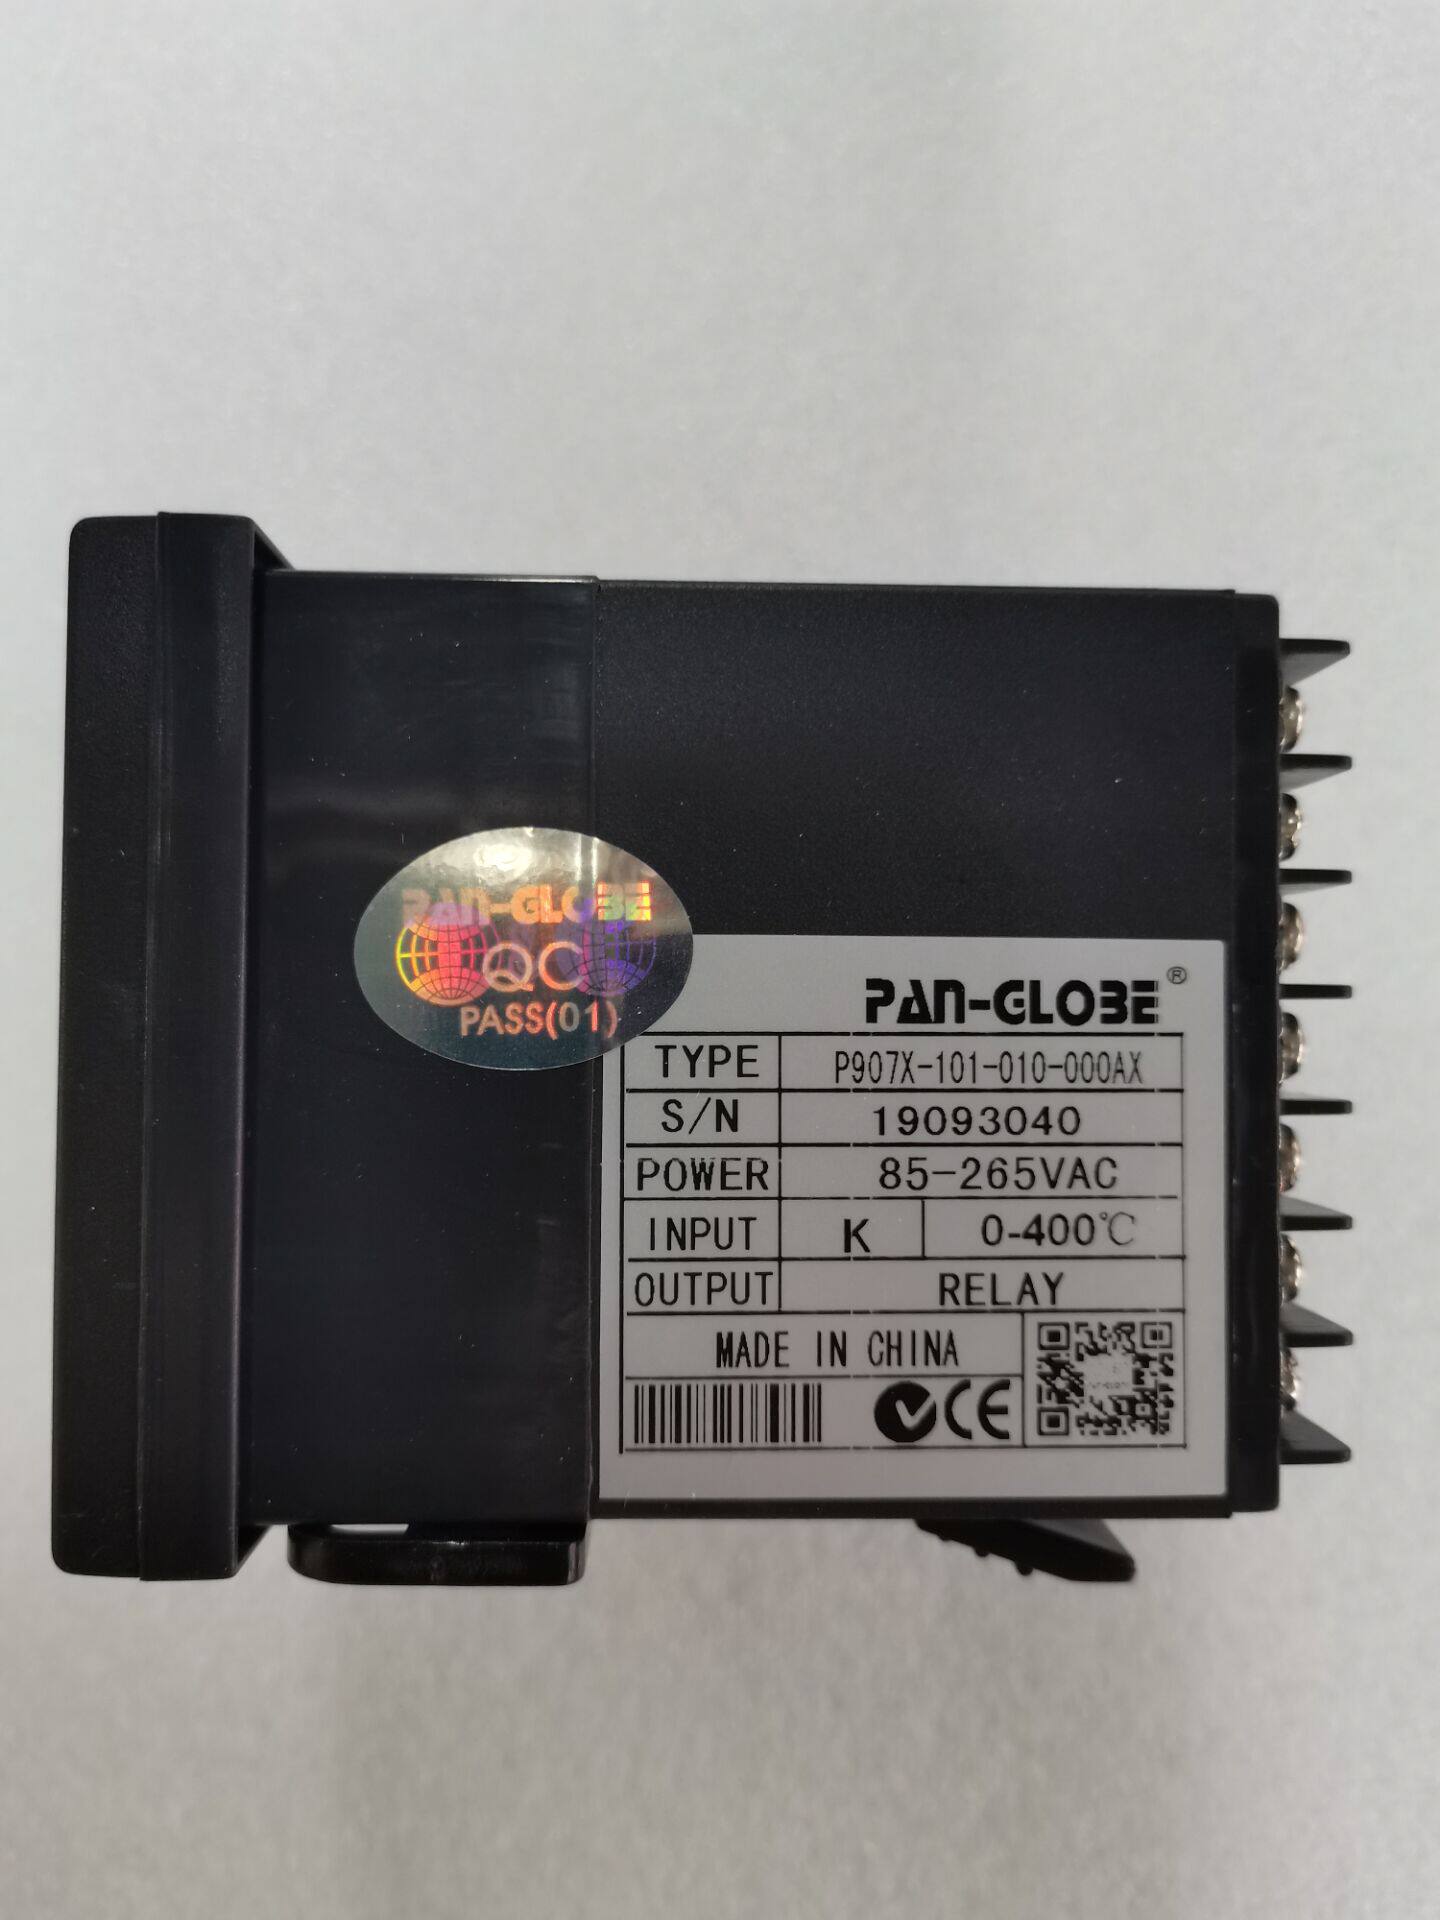 PAN-GLOBE
QC
PASS(01)
PAN-GLOBE®
TYPE P907X-101-010-000AX
S/N 19093040
POWER 85-265VAC
INPUT K 0-400℃
OUTPUT RELAY
MADE IN CHINA
CE